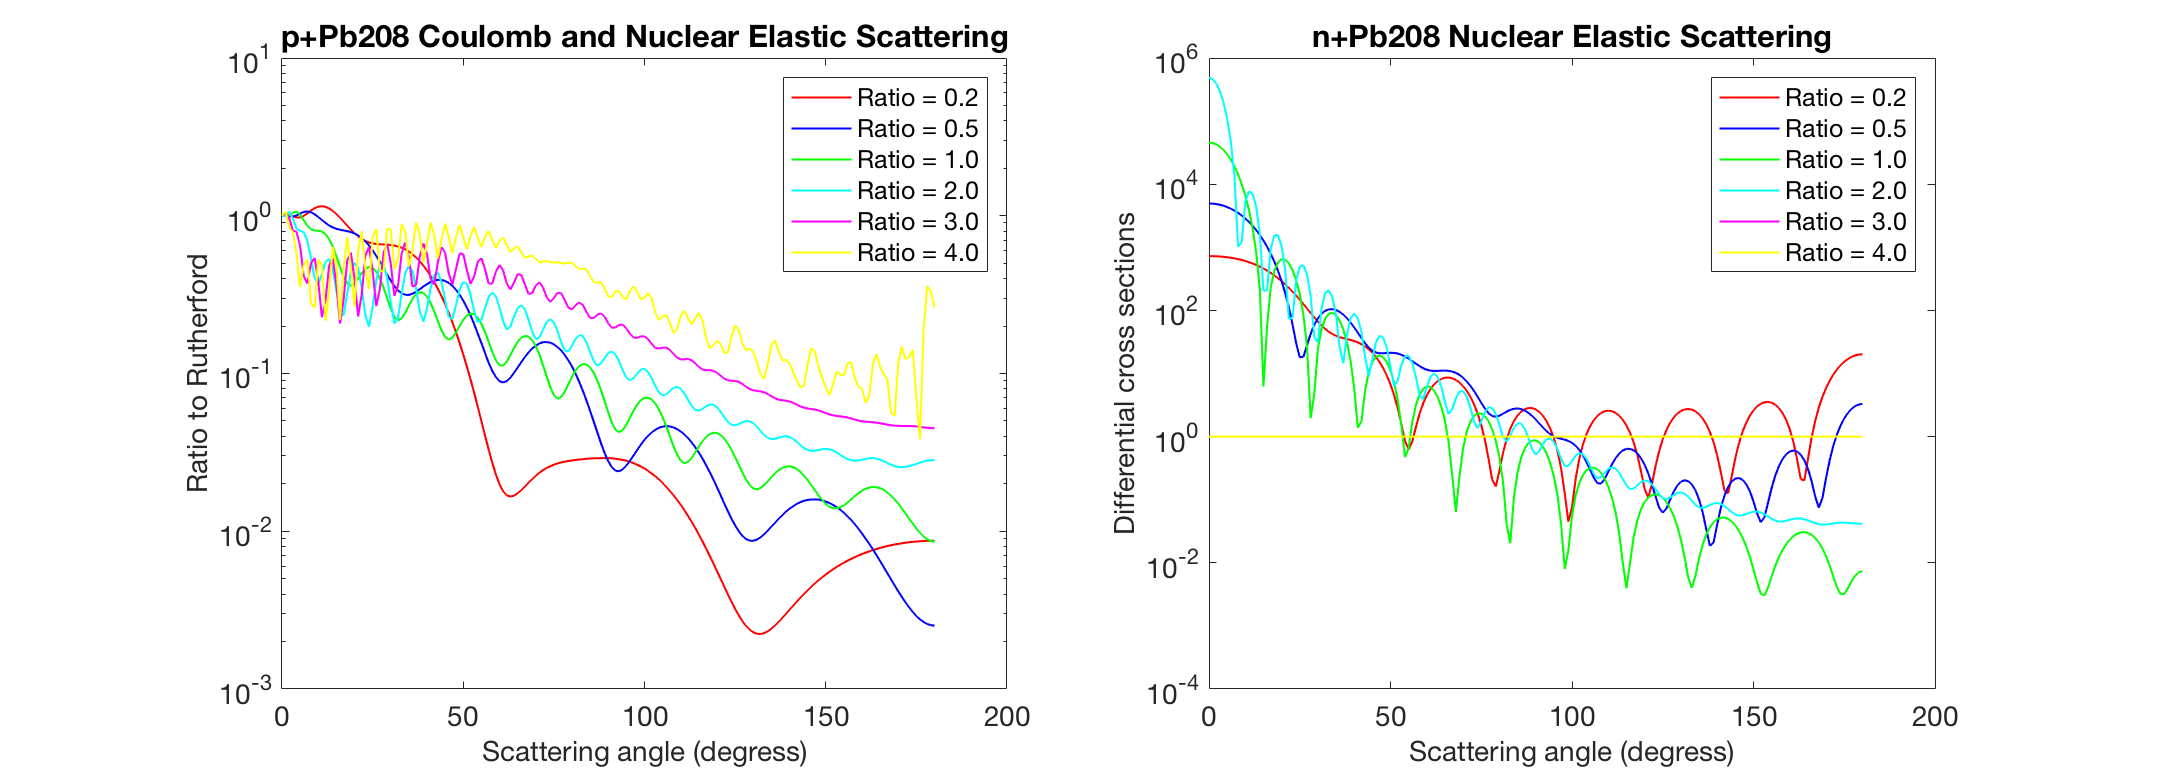 p+Pb208 Coulomb and Nuclear Elastic Scattering
10^1
10^0
10^-1
10^-2
10^-3
Ratio to Rutherford
0 50 100 150 200
Scattering angle (degress)
Ratio = 0.2
Ratio = 0.5
Ratio = 1.0
Ratio = 2.0
Ratio = 3.0
Ratio = 4.0
n+Pb208 Nuclear Elastic Scattering
10^6
10^4
10^2
10^0
10^-2
10^-4
Differential cross sections
0 50 100 150 200
Scattering angle (degress)
Ratio = 0.2
Ratio = 0.5
Ratio = 1.0
Ratio = 2.0
Ratio = 3.0
Ratio = 4.0